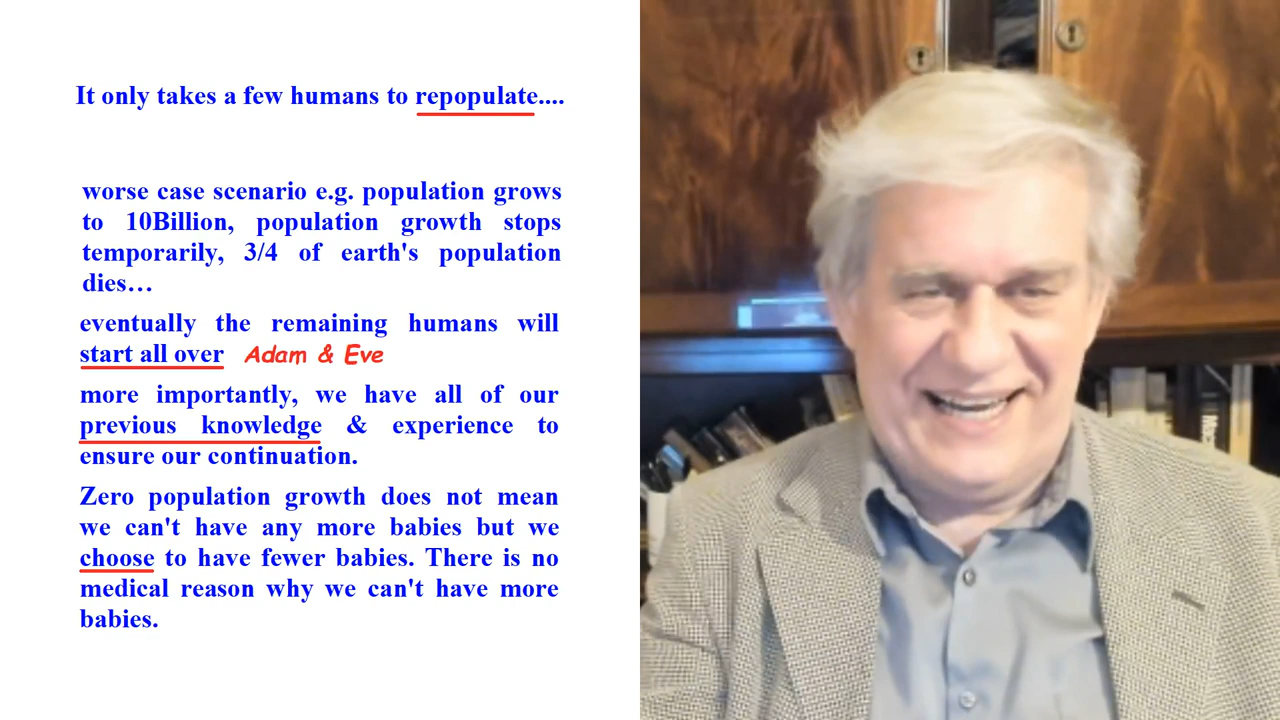 It only takes a few humans to repopulate....
worse case scenario e.g. population grows
to 10Billion, population growth stops
temporarily, 3/4 of earth's population
dies…
eventually the remaining humans will
start all over Adam & Eve
more importantly, we have all of our
previous knowledge & experience to
ensure our continuation.
Zero population growth does not mean
we can't have any more babies but we
choose to have fewer babies. There is no
medical reason why we can't have more
babies.